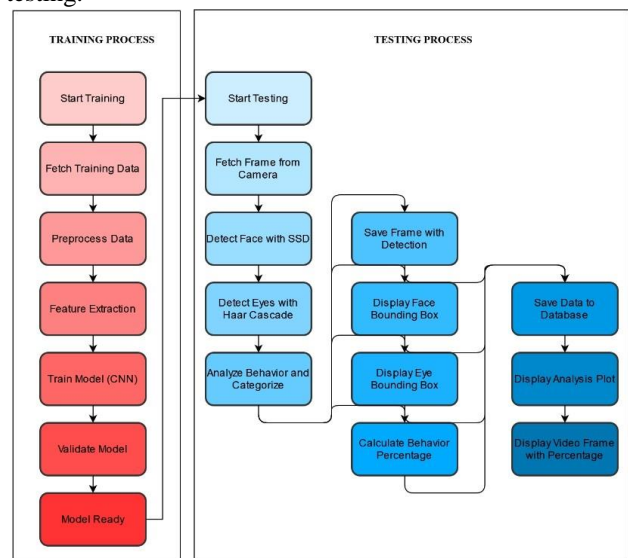 testing.
TRAINING PROCESS
Start Training
Fetch Training Data
Preprocess Data
Feature Extraction
Train Model (CNN)
Validate Model
Model Ready
TESTING PROCESS
Start Testing
Fetch Frame from
Camera
Detect Face with SSD
Detect Eyes with
Haar Cascade
Analyze Behavior and
Categorize
Save Frame with
Detection
Display Face
Bounding Box
Display Eye
Bounding Box
Calculate Behavior
Percentage
Save Data to
Database
Display Analysis Plot
Display Video Frame
with Percentage